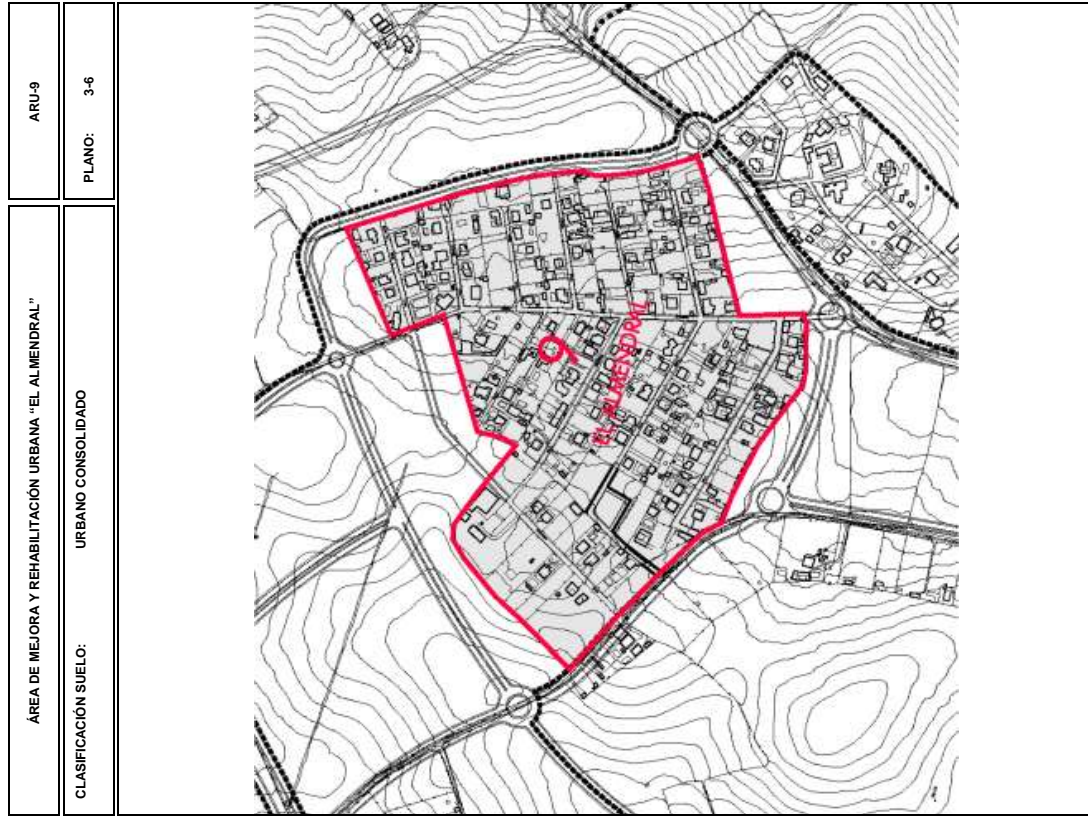 ÁREA DE MEJORA Y REHABILITACIÓN URBANA “EL ALMENDRAL”
ARU-9
CLASIFICACIÓN SUELO: URBANO CONSOLIDADO
PLANO: 3-6
9
EL ALMENDRAL